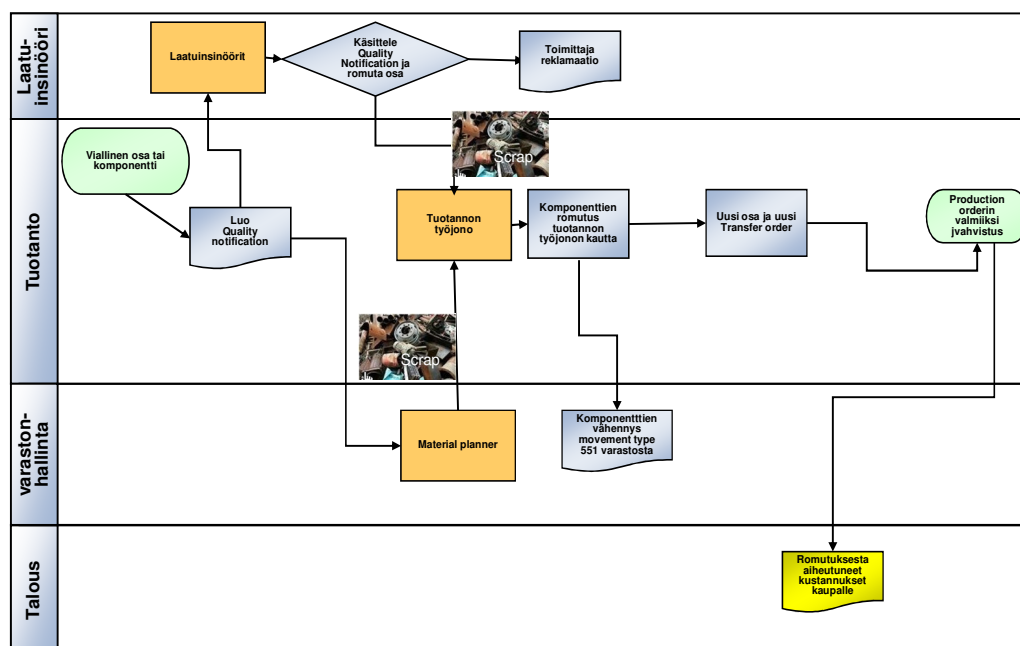 Laatu-
insinööri
Laatuinsinöörit
Käsittele
Quality
Notification ja
romuta osa
Toimittaja
reklamaatio
Tuotanto
Viallinen osa tai
komponentti
Luo
Quality
notification
Scrap
Tuotannon
työjono
Komponenttien
romutus
tuotannon
työjonon kautta
Uusi osa ja uusi
Transfer order
Production
orderin
valmiiksi
jvahvistus
Scrap
varaston-
hallinta
Material planner
Komponentttien
vähennys
movement type
551 varastosta
Talous
Romutuksesta
aiheutuneet
kustannukset
kaupalle